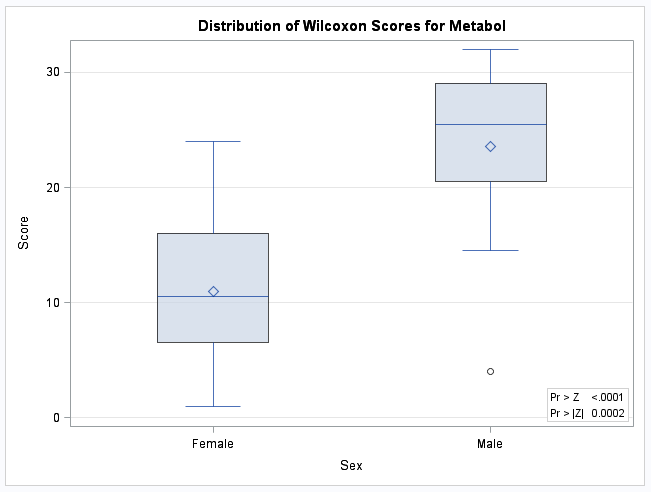 Distribution of Wilcoxon Scores for Metabol
30
20
10
0
Score
Female
Male
Sex
Pr > Z <.0001
Pr > |Z| 0.0002